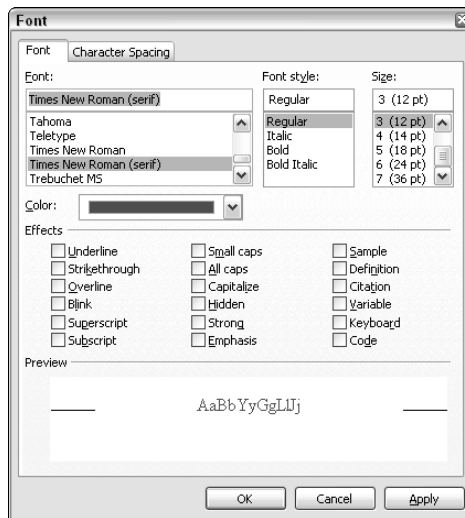 Font
Font Character Spacing
Font: Font style: Size:
Times New Roman (serif) Regular 3 (12 pt)
Tahoma Regular 3 (12 pt)
Teletype Italic 4 (14 pt)
Times New Roman Bold 5 (18 pt)
Times New Roman (serif) Bold Italic 6 (24 pt)
Trebuchet MS 7 (36 pt)
Color:
Effects
Underline Small caps Sample
Strikethrough All caps Definition
Overline Capitalize Citation
Blink Hidden Variable
Superscript Strong Keyboard
Subscript Emphasis Code
Preview
AaBbYyGgLlJj
OK Cancel Apply